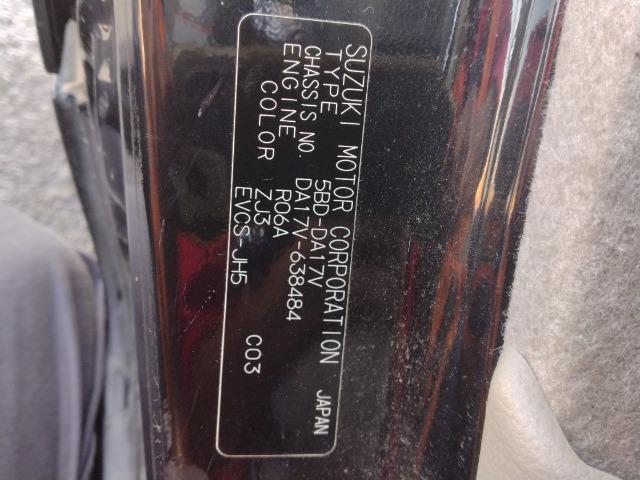 SUZUKI MOTOR CORPORATION JAPAN
TYPE 5BD-DA17V
CHASSIS NO. DA17V-638484
ENGINE R06A
COLOR ZJ3
EVCS-JH5 C03